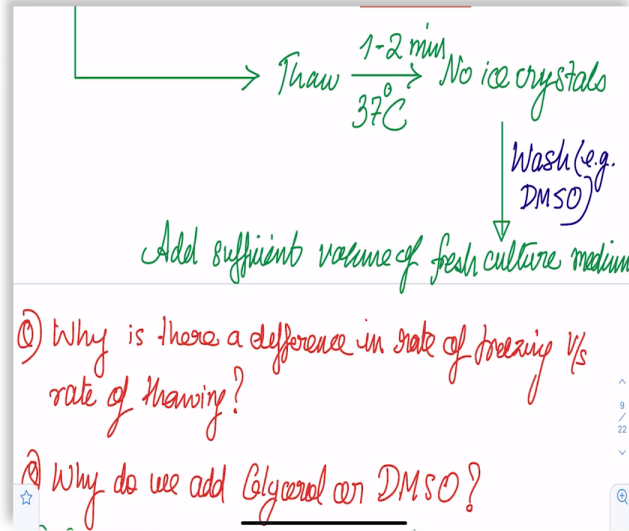 Thaw 1-2 min 37°C No ice crystals
Wash (e.g.
DMSO)
Add sufficient volume of fresh culture medium
Q) Why is there a difference in rate of freezing V/s
rate of thawing?
Q) Why do we add Glycerol or DMSO?
9
/
22